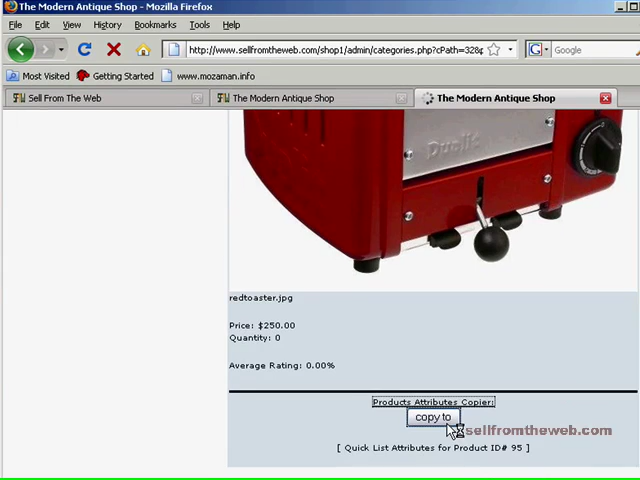 The Modern Antique Shop - Mozilla Firefox
File Edit View History Bookmarks Tools Help
http://www.sellfromtheweb.com/shop1/admin/categories.php?cPath=32&p Google
Most Visited Getting Started www.mozaman.info
Sell From The Web The Modern Antique Shop The Modern Antique Shop
Dualit
redtoaster.jpg
Price: $250.00
Quantity: 0
Average Rating: 0.00%
Products Attributes Copier:
copy to
sellfromtheweb.com
[ Quick List Attributes for Product ID# 95 ]